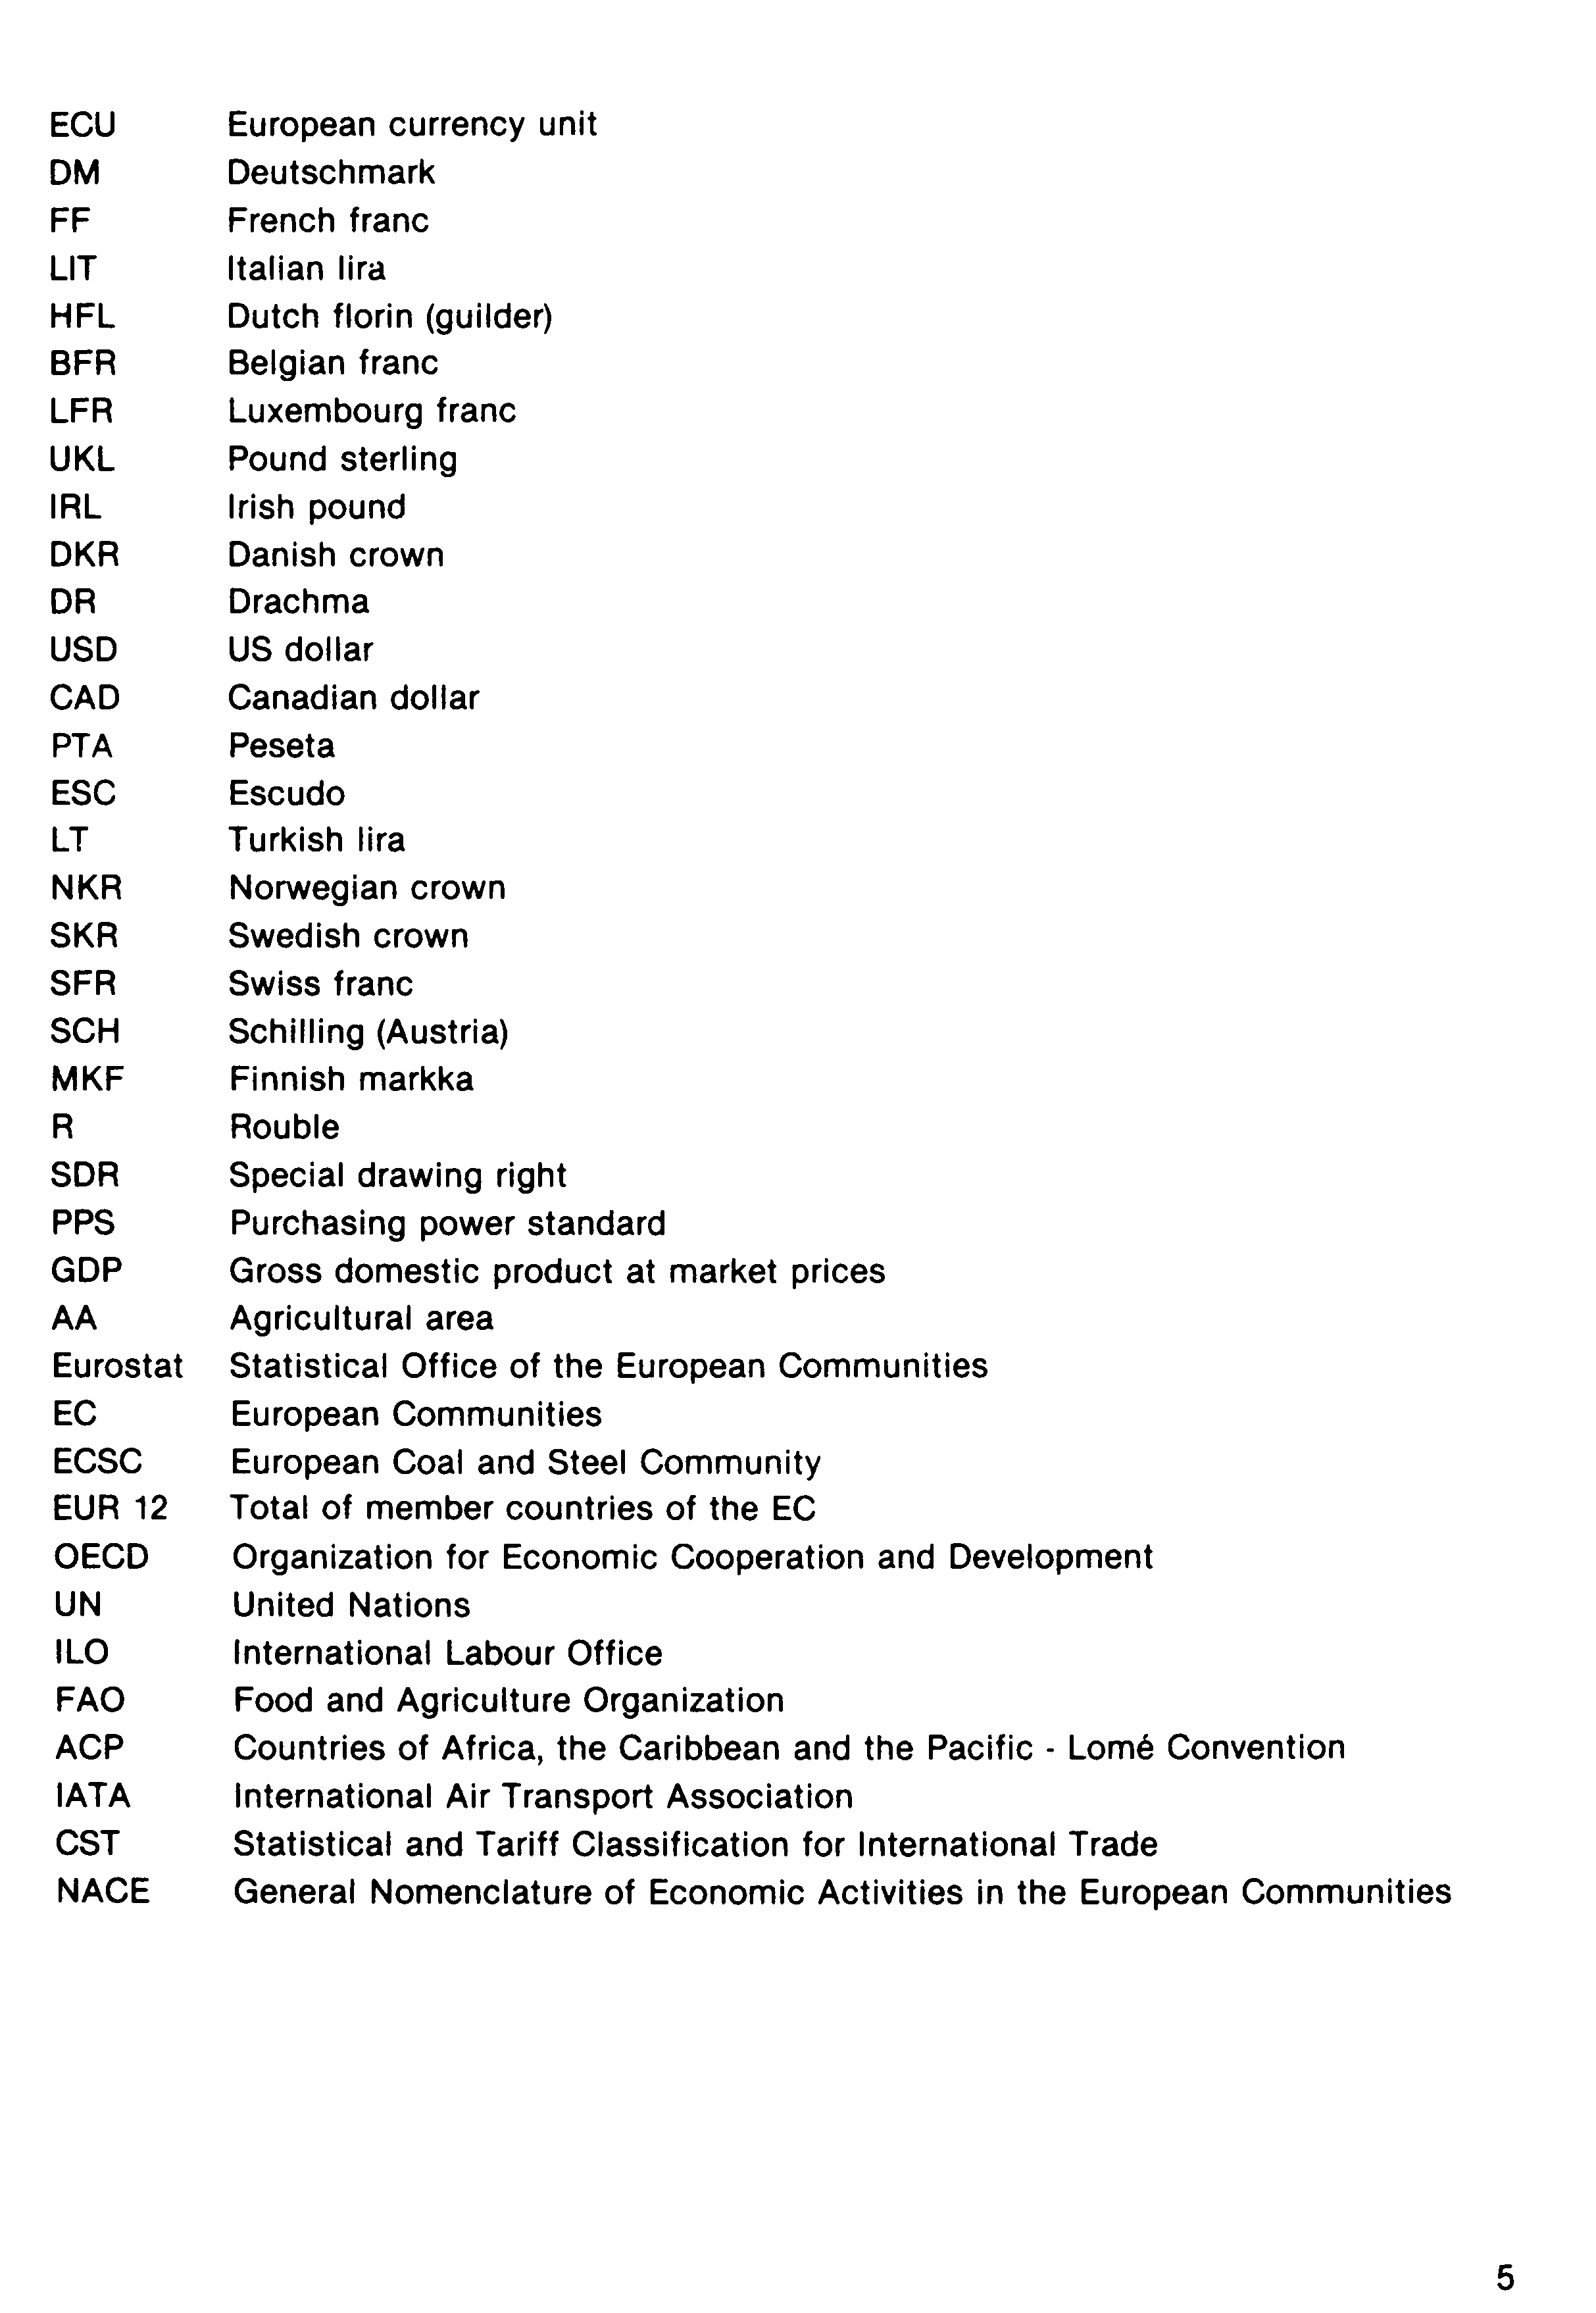 ECU European currency unit
DM Deutschmark
FF French franc
LIT Italian lira
HFL Dutch florin (guilder)
BFR Belgian franc
LFR Luxembourg franc
UKL Pound sterling
IRL Irish pound
DKR Danish crown
DR Drachma
USD US dollar
CAD Canadian dollar
PTA Peseta
ESC Escudo
LT Turkish lira
NKR Norwegian crown
SKR Swedish crown
SFR Swiss franc
SCH Schilling (Austria)
MKF Finnish markka
R Rouble
SDR Special drawing right
PPS Purchasing power standard
GDP Gross domestic product at market prices
AA Agricultural area
Eurostat Statistical Office of the European Communities
EC European Communities
ECSC European Coal and Steel Community
EUR 12 Total of member countries of the EC
OECD Organization for Economic Cooperation and Development
UN United Nations
ILO International Labour Office
FAO Food and Agriculture Organization
ACP Countries of Africa, the Caribbean and the Pacific - Lomé Convention
IATA International Air Transport Association
CST Statistical and Tariff Classification for International Trade
NACE General Nomenclature of Economic Activities in the European Communities
5